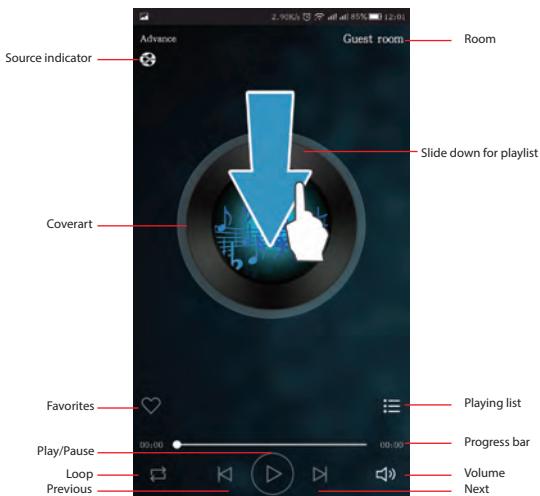 2.90K/s 85% 12:01
Advance
Guest room
Room
Source indicator
Slide down for playlist
Coverart
Favorites
Playing list
00:00
00:00
Progress bar
Play/Pause
Loop
Volume
Previous
Next